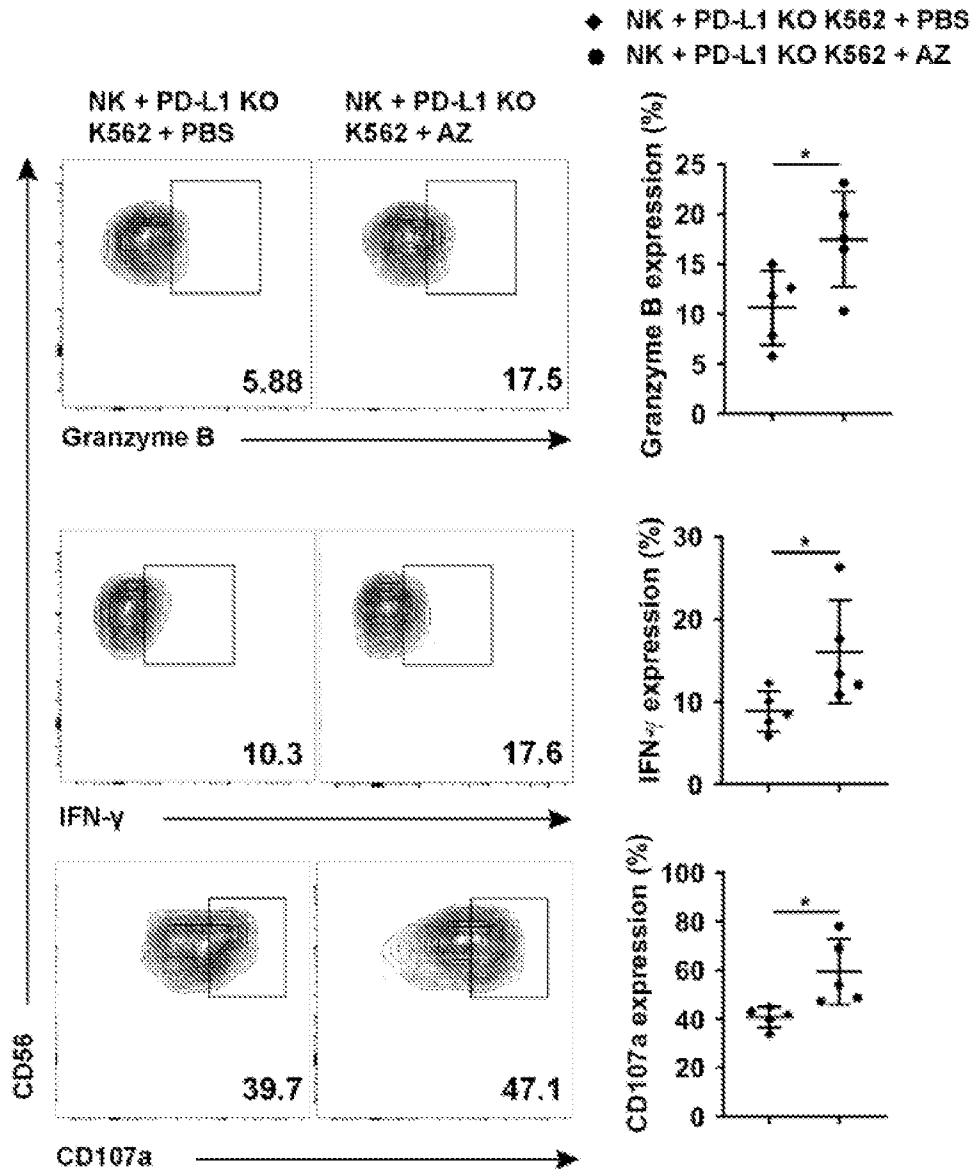 NK + PD-L1 KO K562 + PBS
NK + PD-L1 KO K562 + AZ
NK + PD-L1 KO
K562 + PBS
NK + PD-L1 KO
K562 + AZ
5.88
17.5
Granzyme B
Granzyme B expression (%)
25
20
15
10
5
0
*
10.3
17.6
IFN-γ
IFN-γ expression (%)
30
20
10
0
*
39.7
47.1
CD107a
CD107a expression (%)
100
80
60
40
20
0
*
CD56